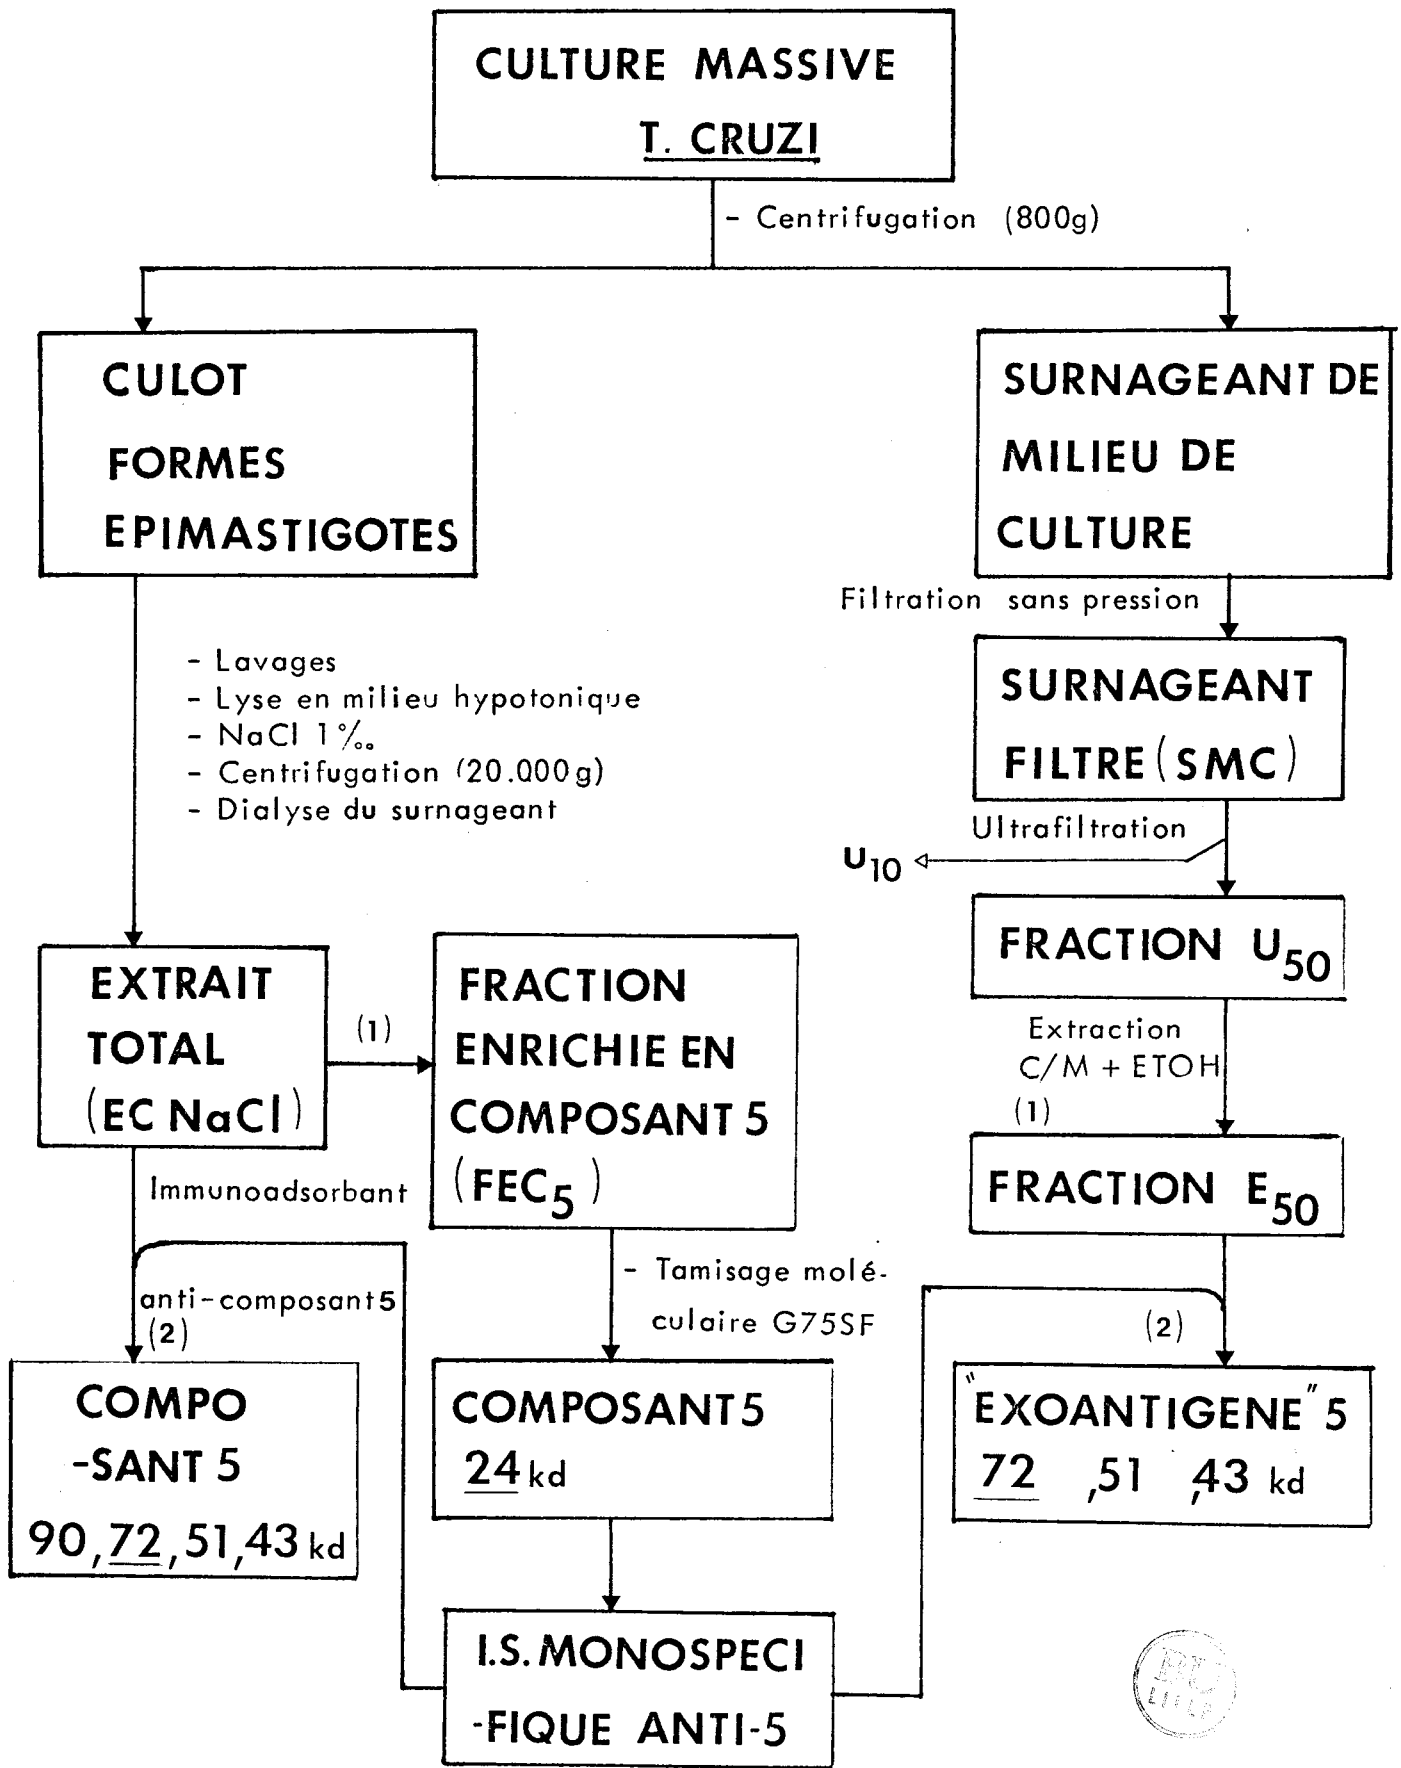 CULTURE MASSIVE
T. CRUZI
- Centrifugation (800g)
CULOT
FORMES
EPIMASTIGOTES
SURNAGEANT DE
MILIEU DE
CULTURE
Filtration sans pression
- Lavages
- Lyse en milieu hypotonique
- NaCl 1‰
- Centrifugation (20.000g)
- Dialyse du surnageant
SURNAGEANT
FILTRE (SMC)
Ultrafiltration
U10
FRACTION U50
EXTRAIT
TOTAL
(EC NaCl)
(1)
FRACTION
ENRICHIE EN
COMPOSANT 5
(FEC5)
Extraction
C/M + ETOH
(1)
FRACTION E50
Immunoadsorbant
anti-composant 5
(2)
- Tamisage molé-
culaire G75SF
(2)
COMPO
-SANT 5
90, 72, 51, 43 kd
COMPOSANT 5
24 kd
"EXOANTIGENE" 5
72 ,51 ,43 kd
I.S. MONOSPECI
-FIQUE ANTI-5
BU
LILLE